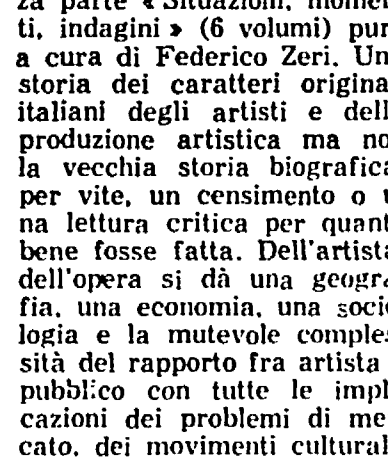 za parte « Situazioni, momen
ti, indagini » (6 volumi) pur
a cura di Federico Zeri. Un
storia dei caratteri origina
italiani degli artisti e dell
produzione artistica ma no
la vecchia storia biografica
per vite, un censimento o u
na lettura critica per quant
bene fosse fatta. Dell'artista
dell'opera si dà una geogra
fia, una economia, una socio
logia e la mutevole comples
sità del rapporto fra artista
pubblico con tutte le impl
cazioni dei problemi di me
cato, dei movimenti cultural